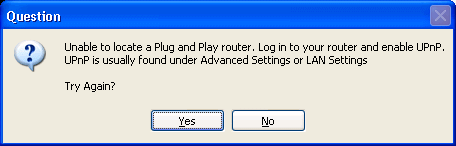 Question
Unable to locate a Plug and Play router. Log in to your router and enable UPnP.
UPnP is usually found under Advanced Settings or LAN Settings
Try Again?
Yes No